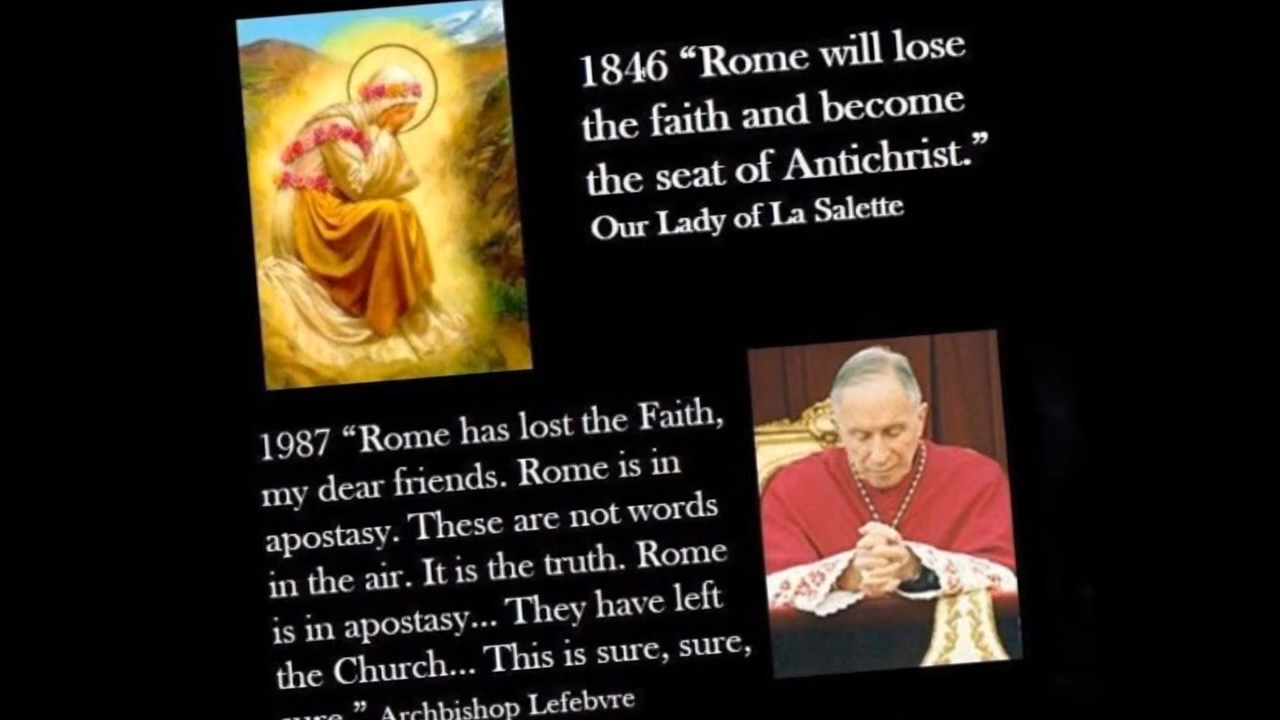 1846 “Rome will lose
the faith and become
the seat of Antichrist.”
Our Lady of La Salette
1987 “Rome has lost the Faith,
my dear friends. Rome is in
apostasy. These are not words
in the air. It is the truth. Rome
is in apostasy... They have left
the Church... This is sure, sure,
sure.” Archbishop Lefebvre